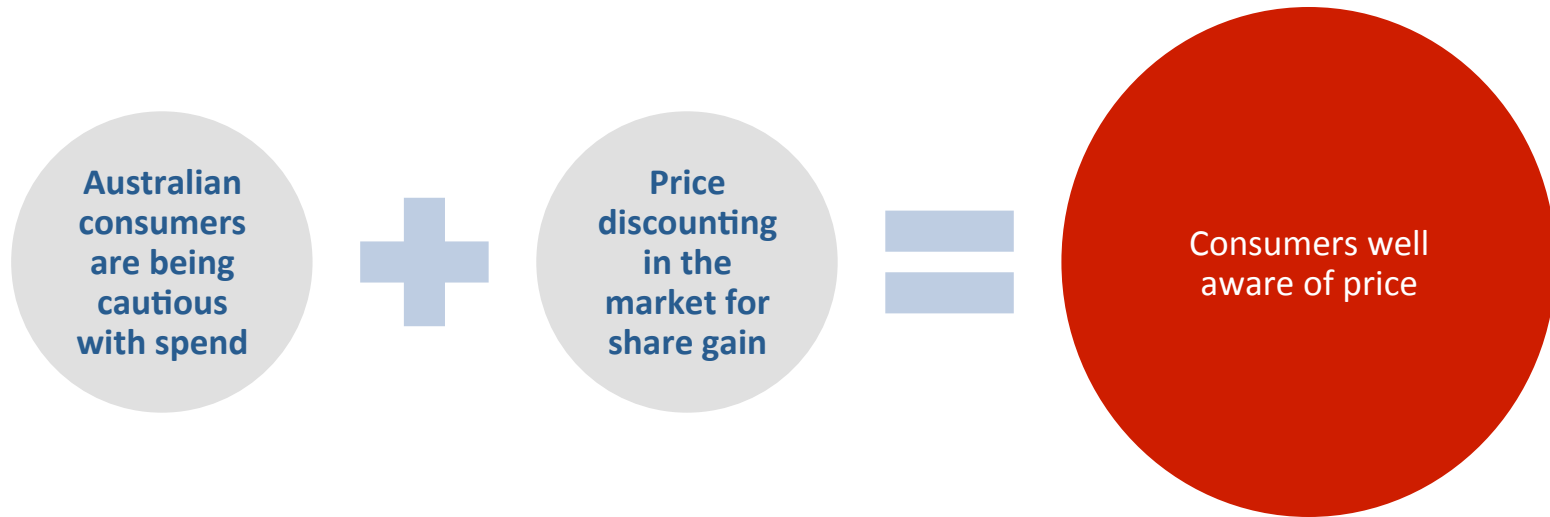 Australian
consumers
are being
cautious
with spend
Price
discounting
in the
market for
share gain
Consumers well
aware of price